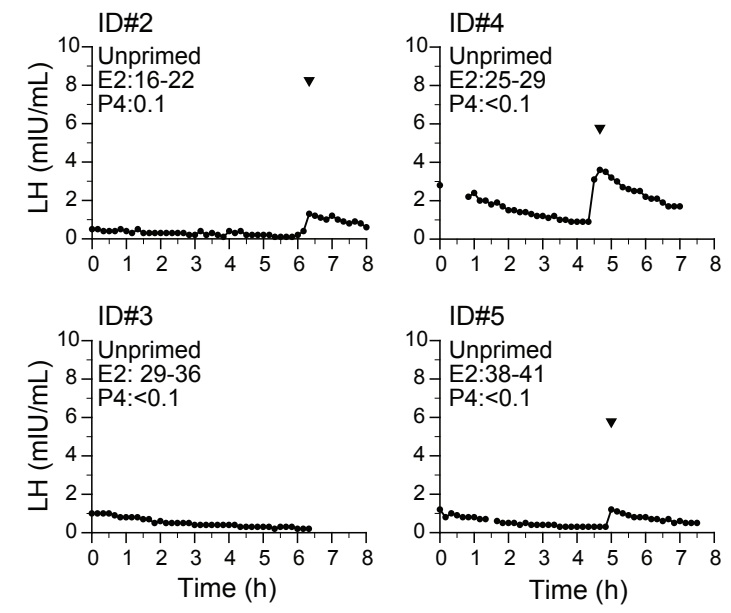 ID#2
Unprimed
E2:16-22
P4:0.1
LH (mIU/mL)
10
8
6
4
2
0
0 1 2 3 4 5 6 7 8
ID#4
Unprimed
E2:25-29
P4:<0.1
10
8
6
4
2
0
0 1 2 3 4 5 6 7 8
ID#3
Unprimed
E2: 29-36
P4:<0.1
LH (mIU/mL)
10
8
6
4
2
0
0 1 2 3 4 5 6 7 8
Time (h)
ID#5
Unprimed
E2:38-41
P4:<0.1
10
8
6
4
2
0
0 1 2 3 4 5 6 7 8
Time (h)